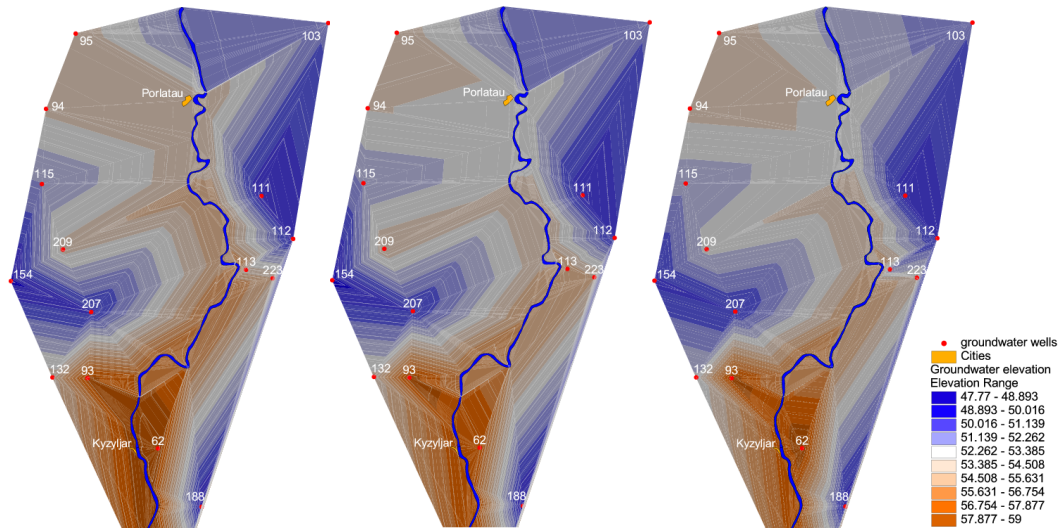 95
103
Porlatau
94
115
111
209
112
113
154
223
207
132
93
Kyzyljar
62
188
95
103
Porlatau
94
115
111
209
112
113
154
223
207
132
93
Kyzyljar
62
188
95
103
Porlatau
94
115
111
209
112
113
154
223
207
132
93
Kyzyljar
62
188
groundwater wells
Cities
Groundwater elevation
Elevation Range
47.77 - 48.893
48.893 - 50.016
50.016 - 51.139
51.139 - 52.262
52.262 - 53.385
53.385 - 54.508
54.508 - 55.631
55.631 - 56.754
56.754 - 57.877
57.877 - 59